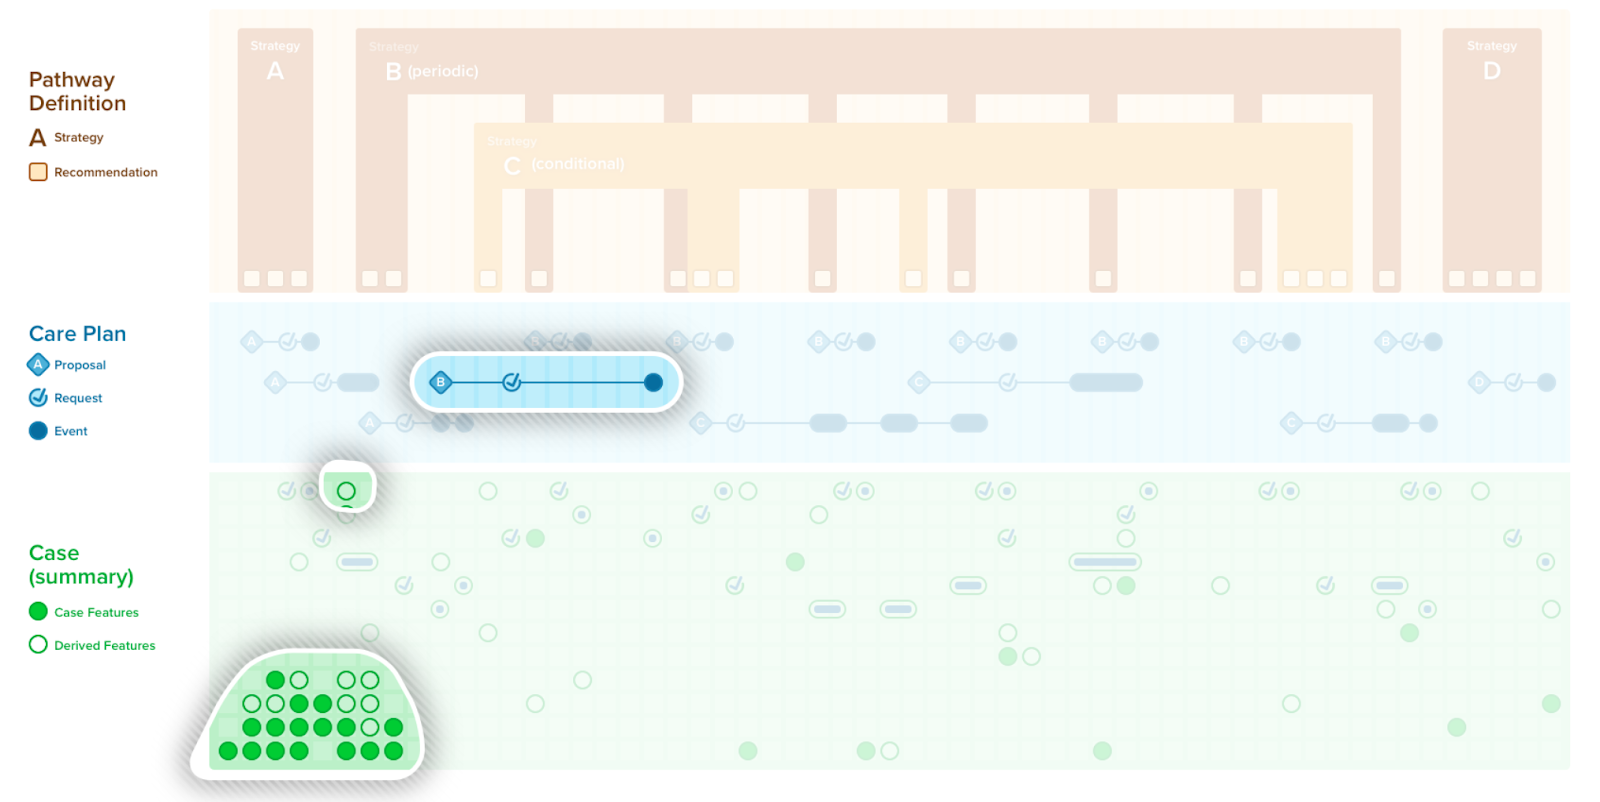 Pathway
Definition
A Strategy
Recommendation
Care Plan
A Proposal
Request
Event
Case
(summary)
Case Features
Derived Features
Strategy
A
Strategy
B (periodic)
Strategy
C (conditional)
Strategy
D
A
B
B
B
B
B
B
B
A
B
C
D
A
C
C